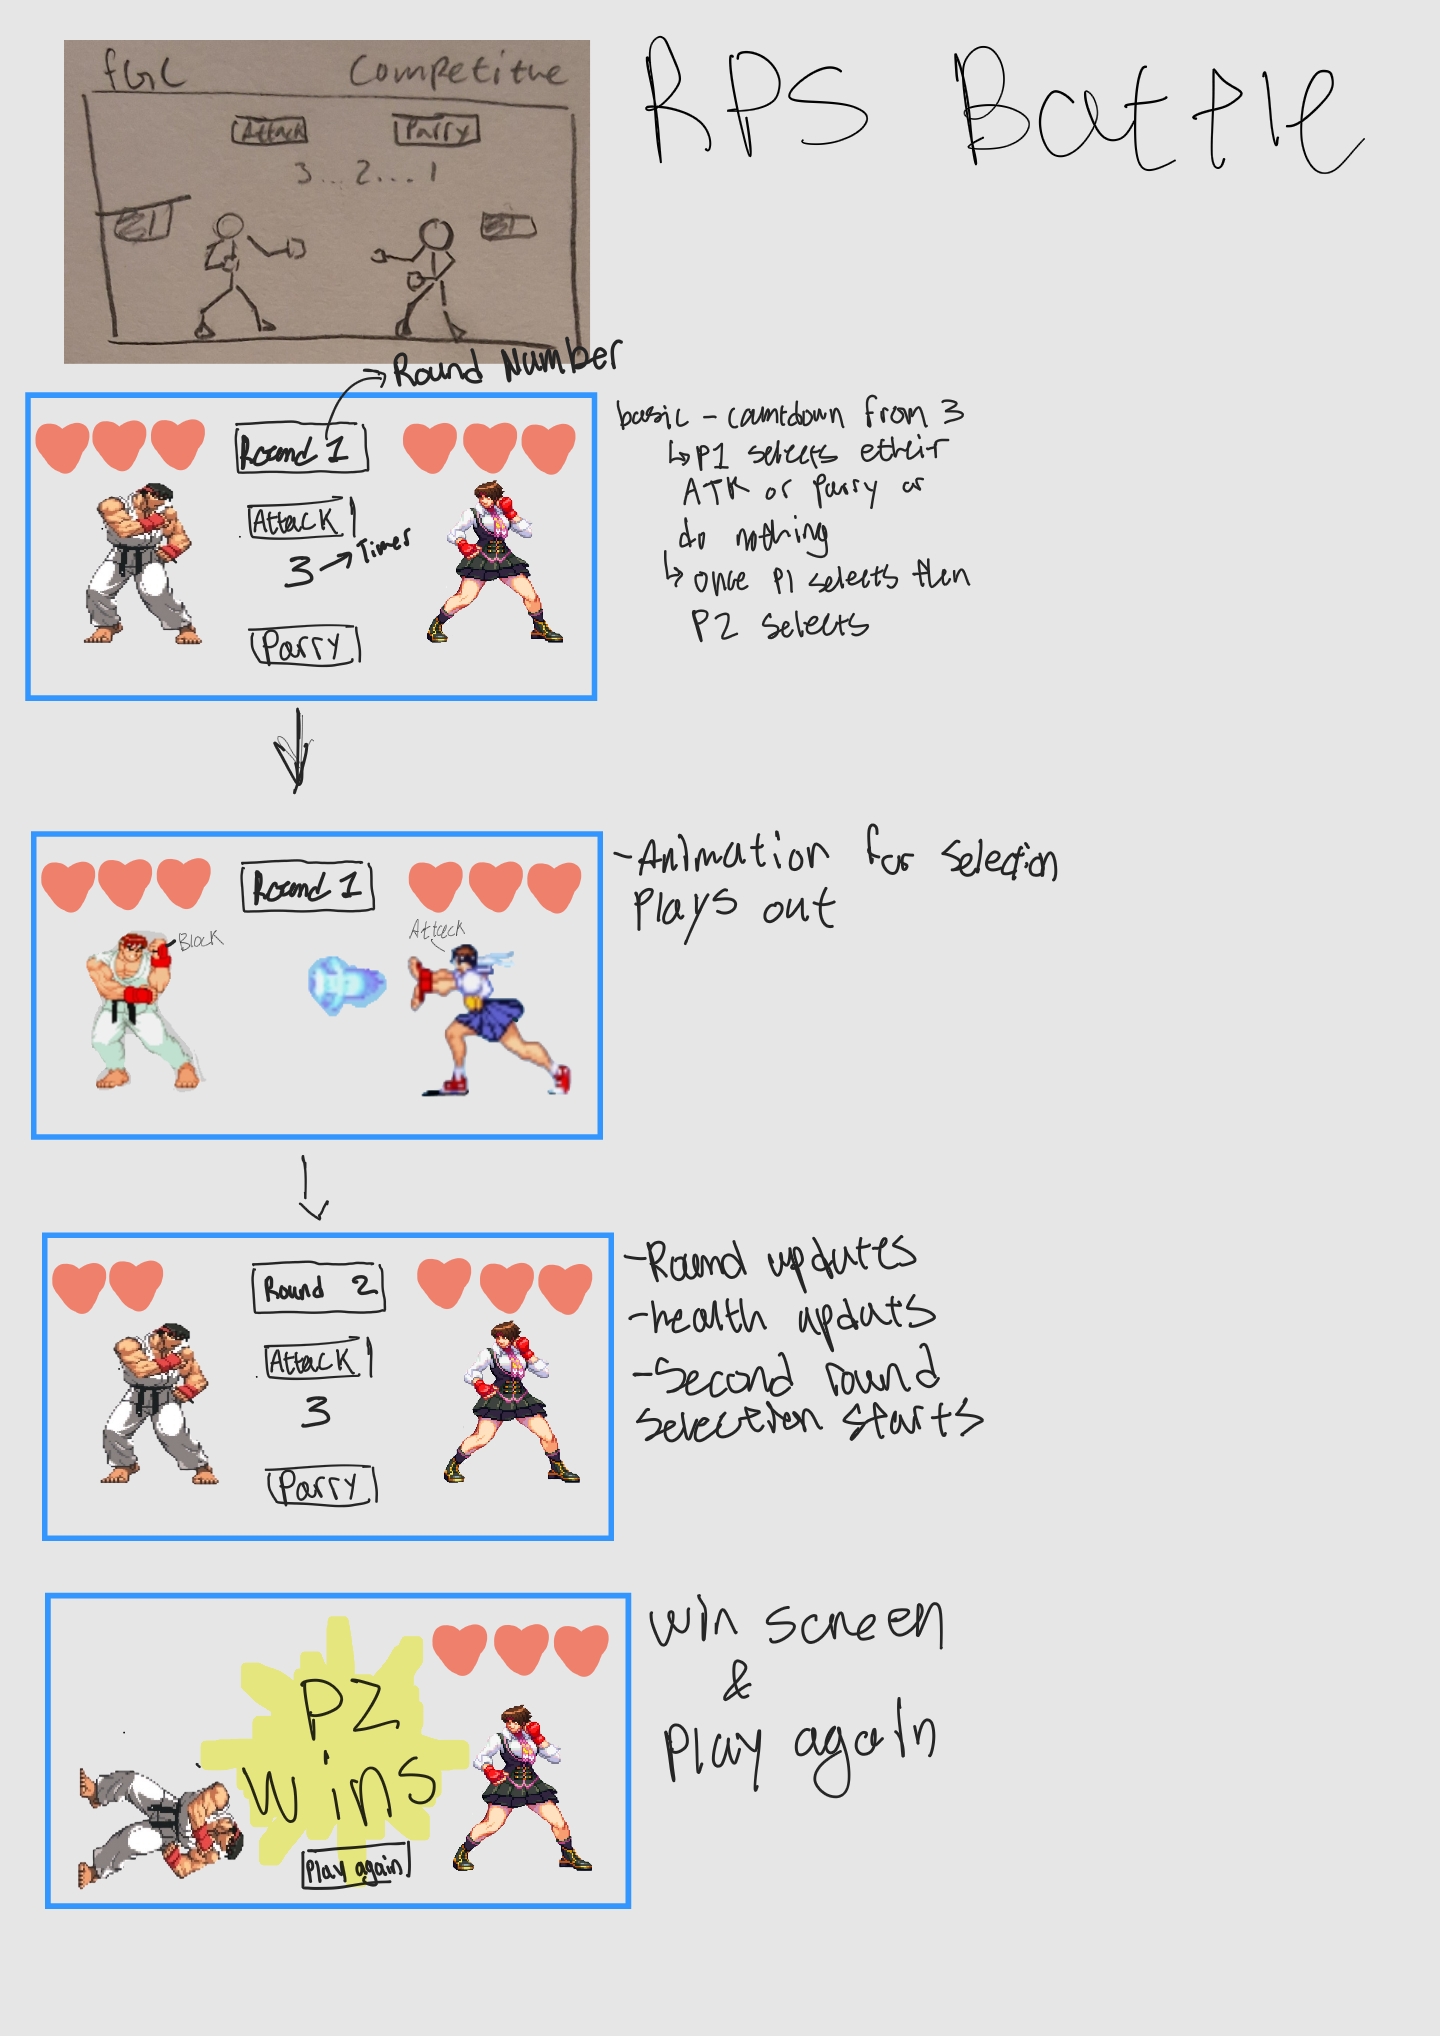 RPS Battle
fGC Competitive
Attack Parry
3...2...1
Round Number
Round 1
Attack
3 Timer
Parry
basic - countdown from 3
P1 selects etheir
ATK or parry or
do nothing
once P1 selects then
P2 selects
Round 1
Block
Attack
-Animation for selection
Plays out
Round 2
Attack
3
Parry
-Round updates
-health updats
-Second round
selection starts
P2
wins
Play again
win screen
&
play again